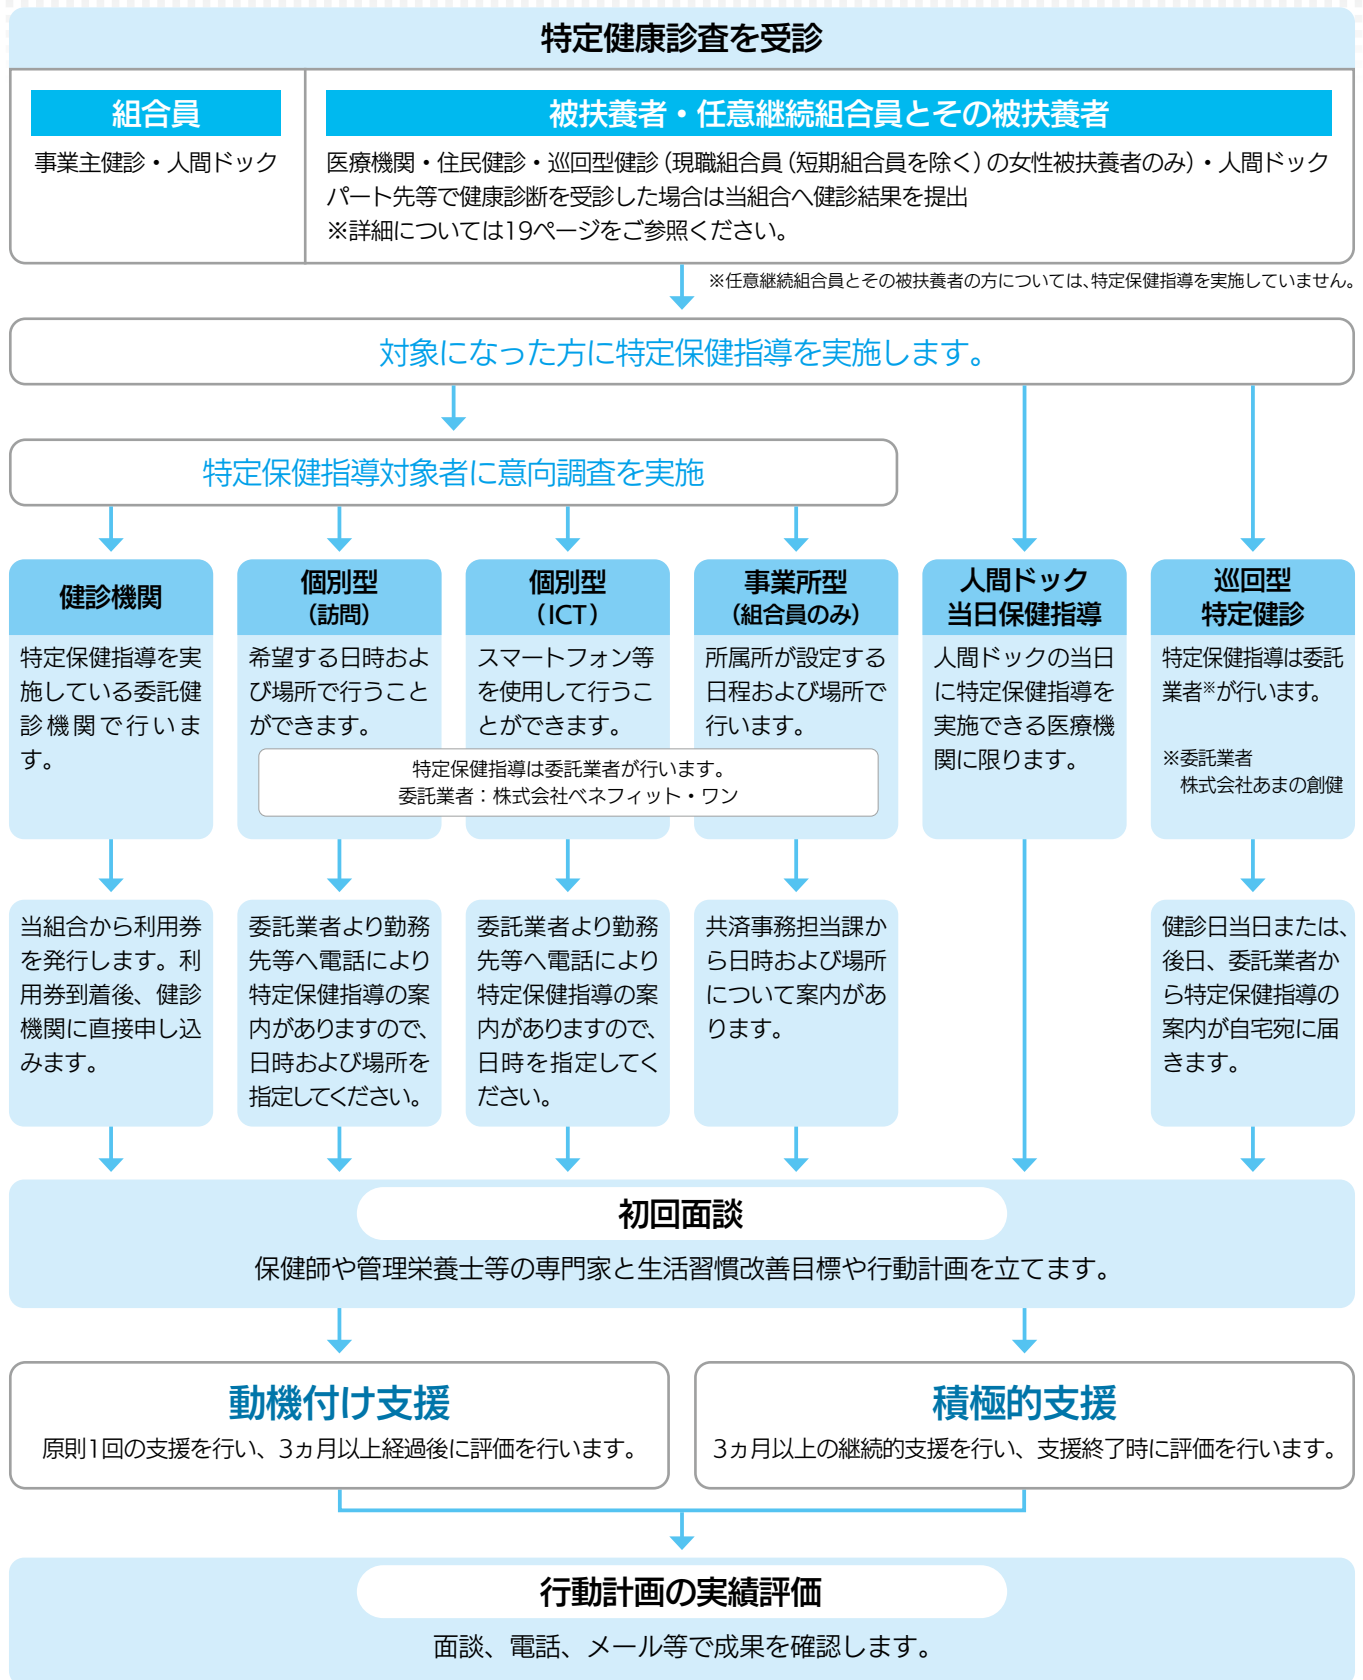 特定健康診査を受診
組合員
事業主健診・人間ドック
被扶養者・任意継続組合員とその被扶養者
医療機関・住民健診・巡回型健診（現職組合員（短期組合員を除く）の女性被扶養者のみ）・人間ドック
パート先等で健康診断を受診した場合は当組合へ健診結果を提出
※詳細については19ページをご参照ください。
※任意継続組合員とその被扶養者の方については、特定保健指導を実施していません。
対象になった方に特定保健指導を実施します。
特定保健指導対象者に意向調査を実施
健診機関
特定保健指導を実
施している委託健
診機関で行いま
す。
個別型
（訪問）
希望する日時およ
び場所で行うこと
ができます。
個別型
（ICT）
スマートフォン等
を使用して行うこ
とができます。
事業所型
（組合員のみ）
所属所が設定する
日程および場所で
行います。
特定保健指導は委託業者が行います。
委託業者：株式会社ベネフィット・ワン
人間ドック
当日保健指導
人間ドックの当日
に特定保健指導を
実施できる医療機
関に限ります。
巡回型
特定健診
特定保健指導は委託
業者※が行います。
※委託業者
株式会社あまの創健
当組合から利用券
を発行します。利
用券到着後、健診
機関に直接申し込
みます。
委託業者より勤務
先等へ電話により
特定保健指導の案
内がありますので、
日時および場所を
指定してください。
委託業者より勤務
先等へ電話により
特定保健指導の案
内がありますので、
日時を指定してく
ださい。
共済事務担当課か
ら日時および場所
について案内があ
ります。
健診日当日または、
後日、委託業者か
ら特定保健指導の
案内が自宅宛に届
きます。
初回面談
保健師や管理栄養士等の専門家と生活習慣改善目標や行動計画を立てます。
動機付け支援
原則1回の支援を行い、3ヵ月以上経過後に評価を行います。
積極的支援
3ヵ月以上の継続的支援を行い、支援終了時に評価を行います。
行動計画の実績評価
面談、電話、メール等で成果を確認します。